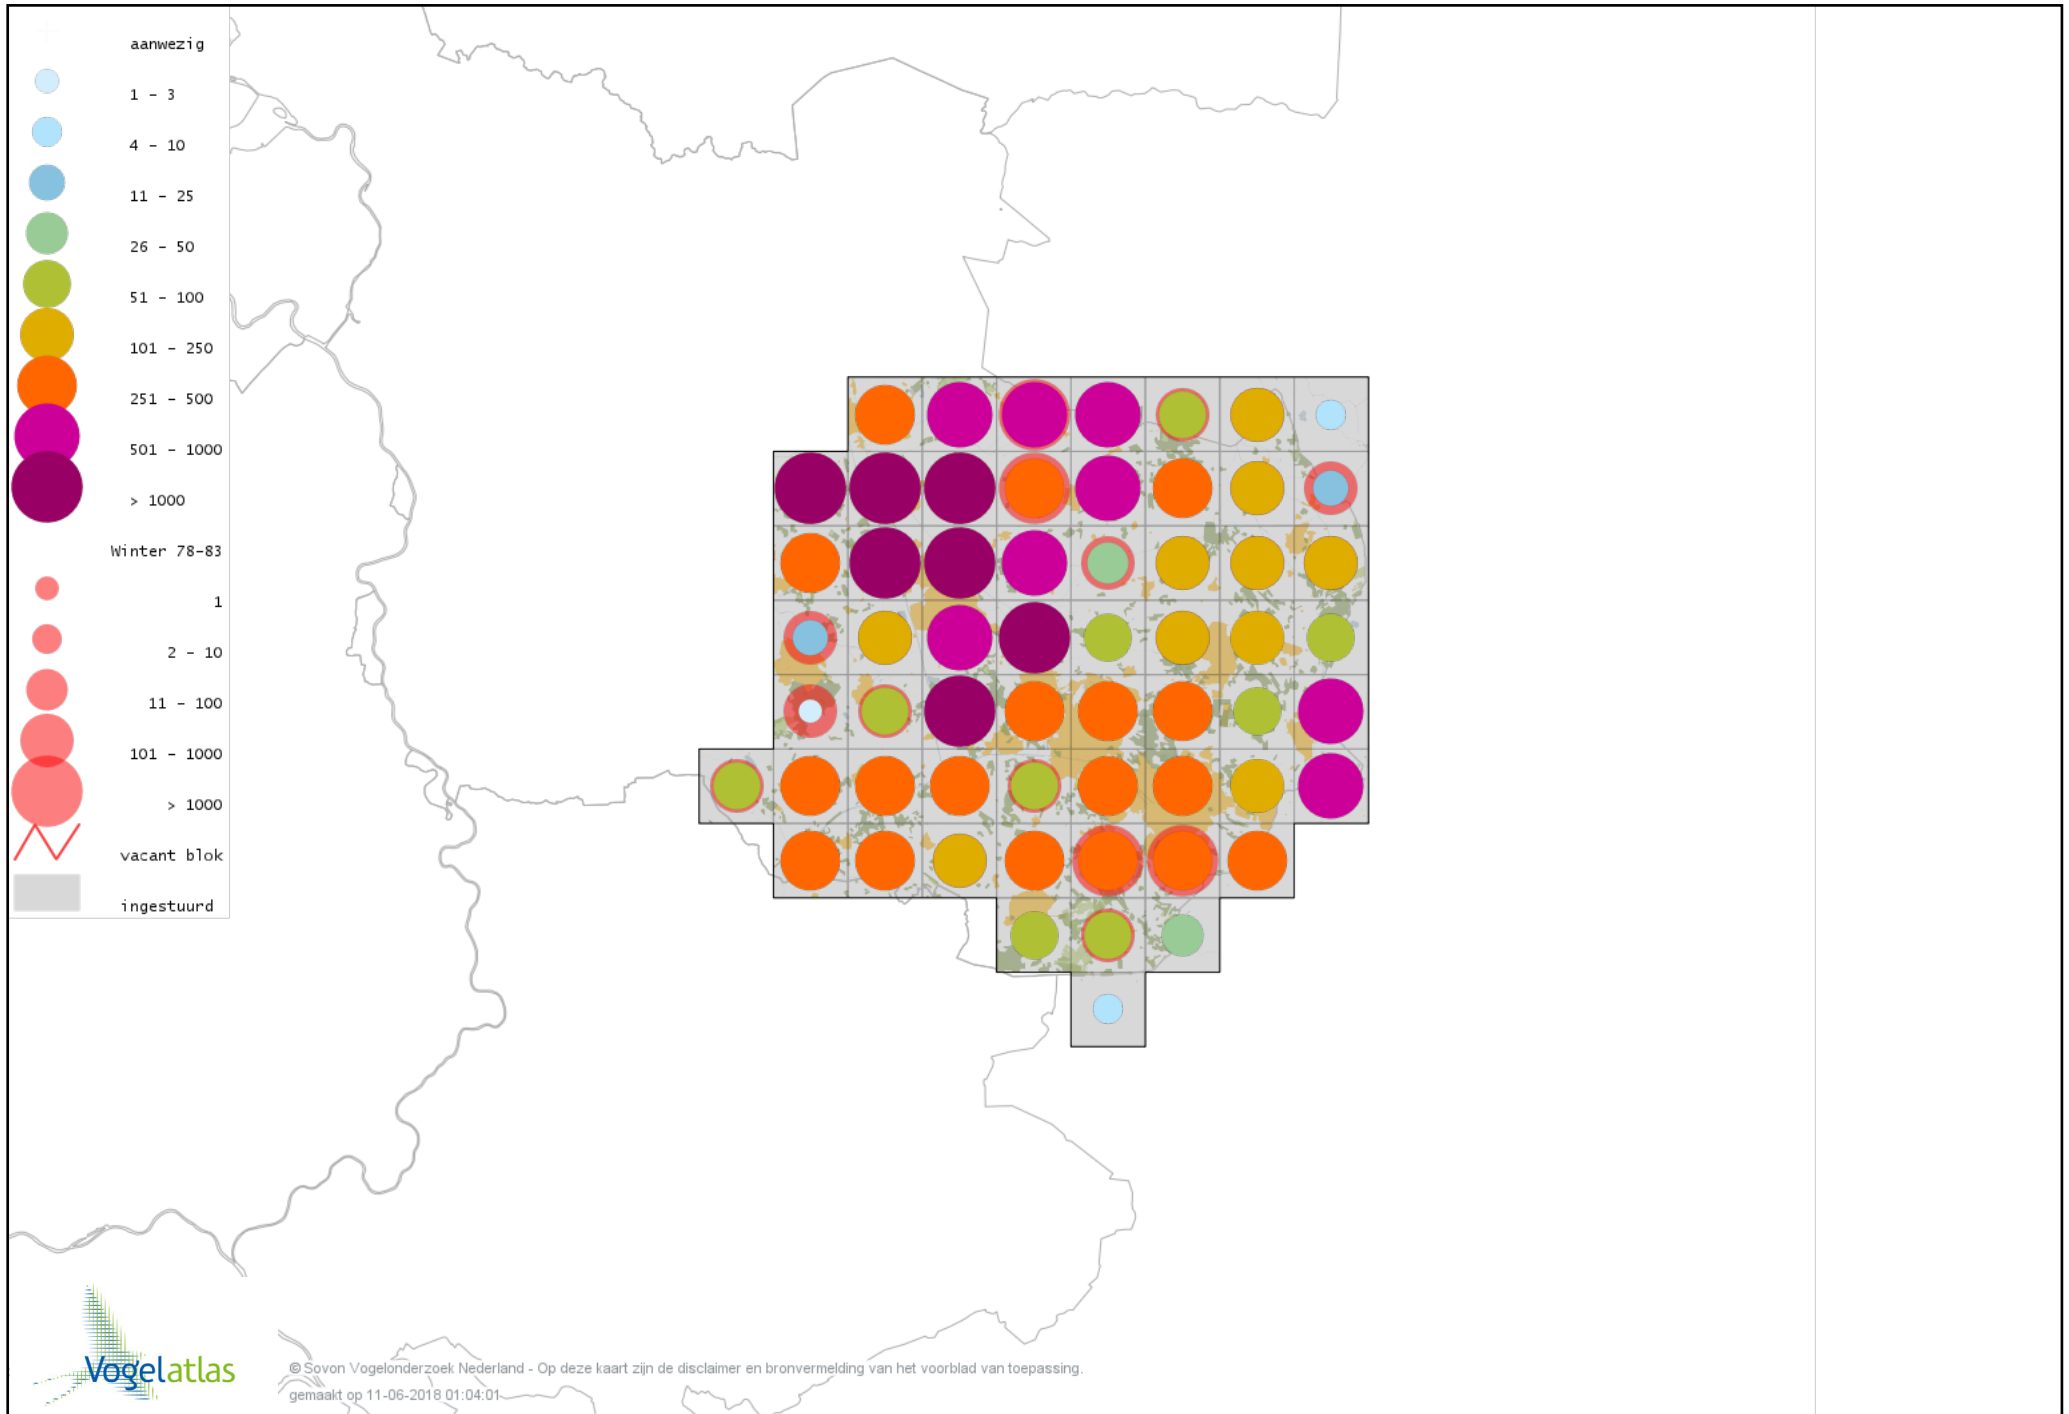 aanwezig
1 - 3
4 - 10
11 - 25
26 - 50
51 - 100
101 - 250
251 - 500
501 - 1000
> 1000
Winter 78-83
1
2 - 10
11 - 100
101 - 1000
> 1000
vacant blok
ingestuurd
Vogelatlas
© Sovon Vogelonderzoek Nederland - Op deze kaart zijn de disclaimer en bronvermelding van het voorblad van toepassing.
gemaakt op 11-06-2018 01:04:01